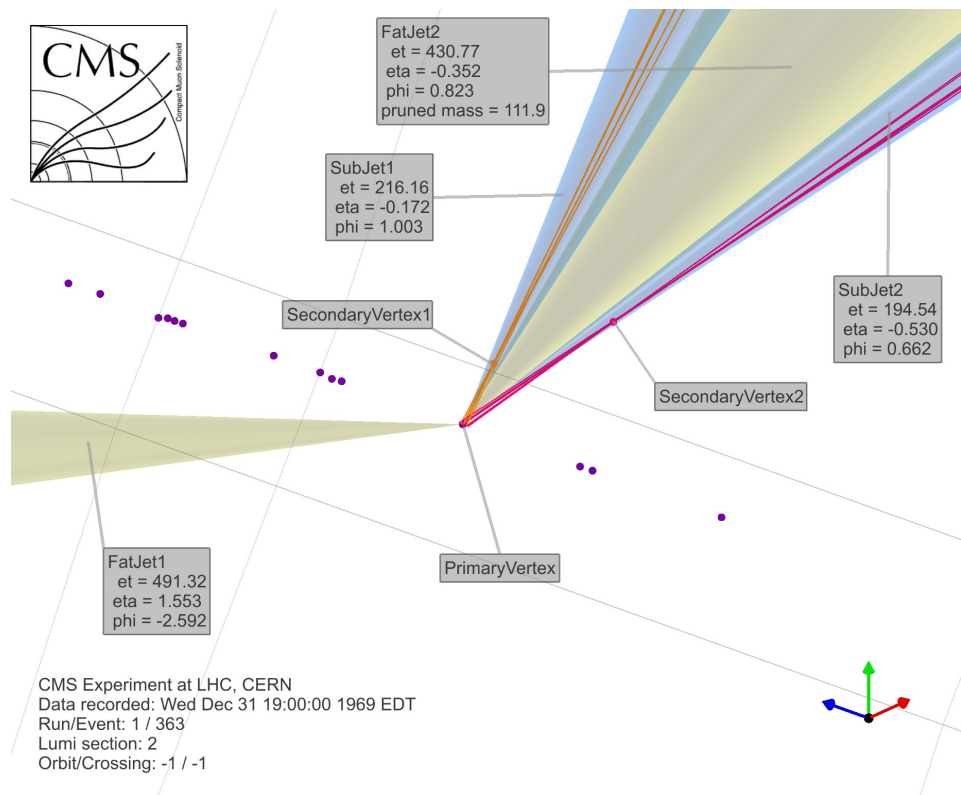 CMS
Compact Muon Solenoid
FatJet2
et = 430.77
eta = -0.352
phi = 0.823
pruned mass = 111.9
SubJet1
et = 216.16
eta = -0.172
phi = 1.003
SubJet2
et = 194.54
eta = -0.530
phi = 0.662
SecondaryVertex1
SecondaryVertex2
PrimaryVertex
FatJet1
et = 491.32
eta = 1.553
phi = -2.592
CMS Experiment at LHC, CERN
Data recorded: Wed Dec 31 19:00:00 1969 EDT
Run/Event: 1 / 363
Lumi section: 2
Orbit/Crossing: -1 / -1